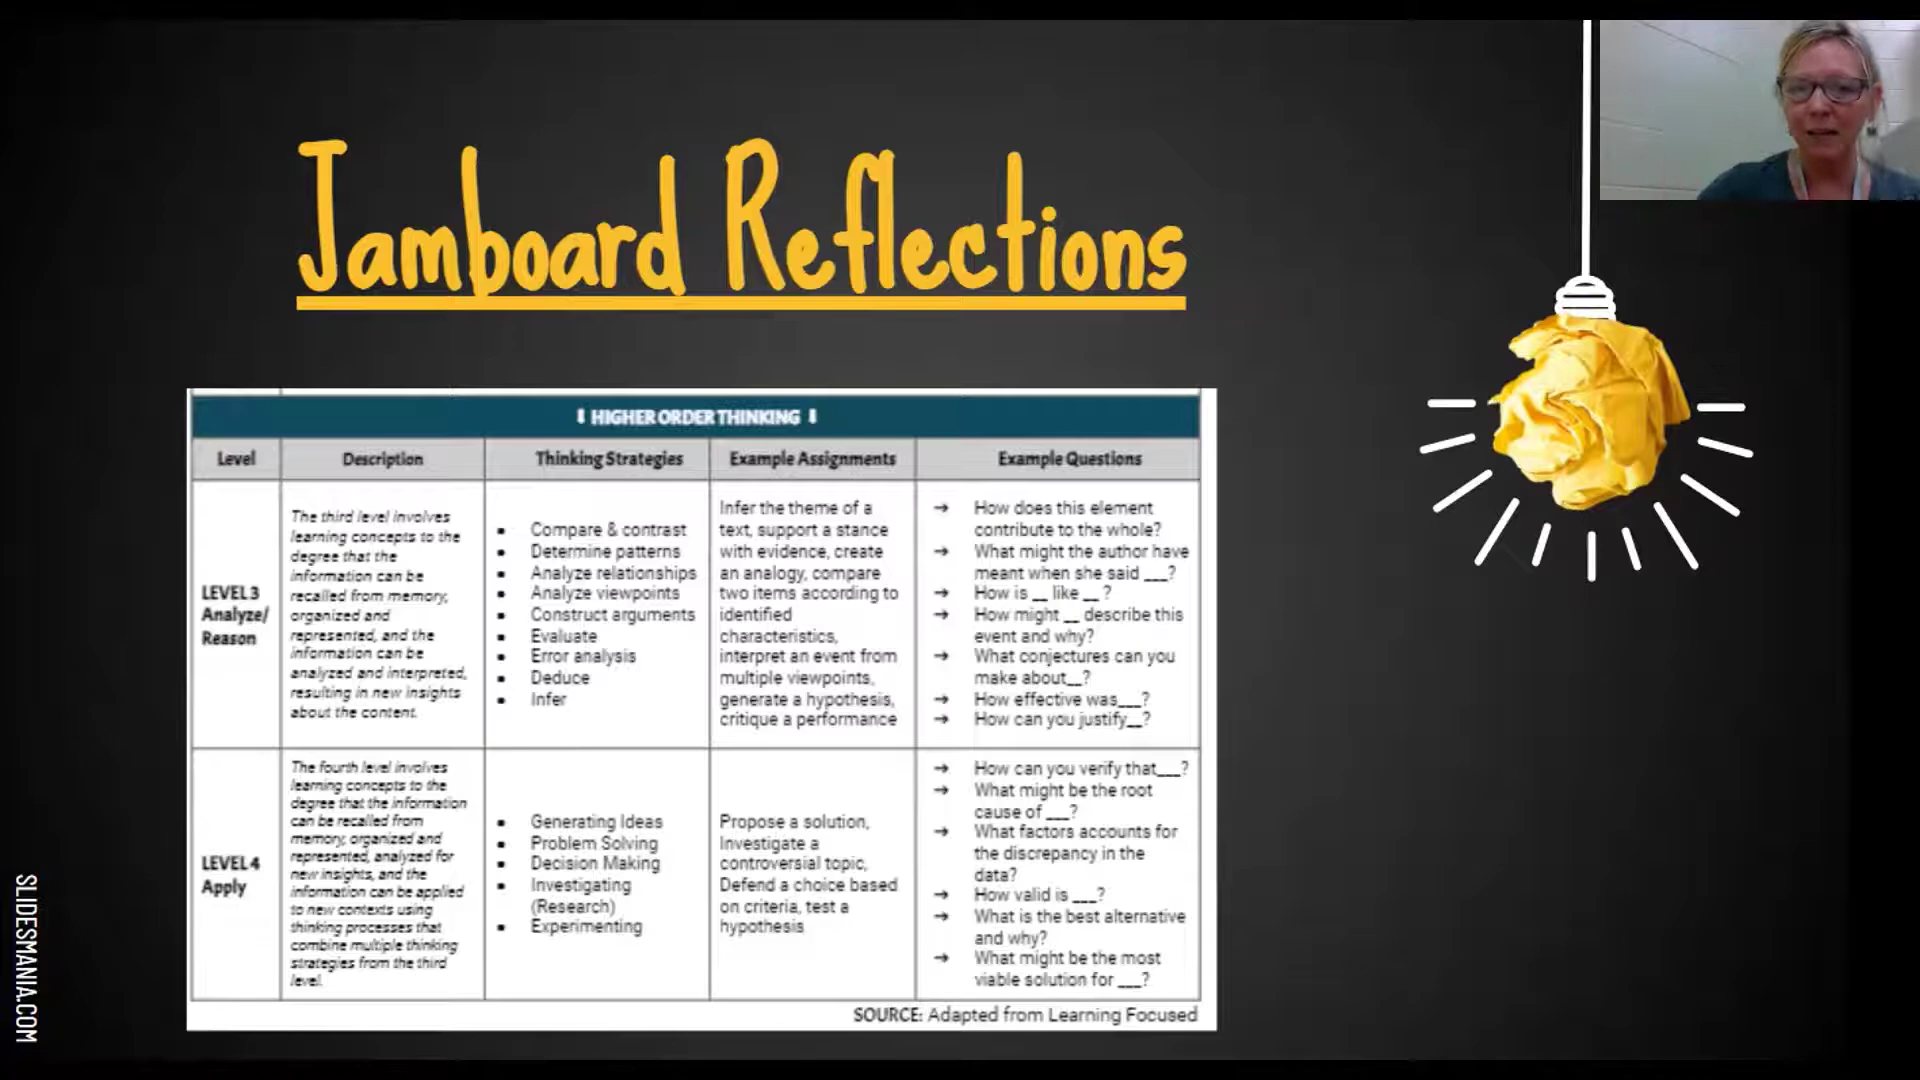 Jamboard Reflections
⬇ HIGHER ORDER THINKING ⬇
Level
Description
Thinking Strategies
Example Assignments
Example Questions
LEVEL 3
Analyze/
Reason
The third level involves
learning concepts to the
degree that the
information can be
recalled from memory,
organized and
represented, and the
information can be
analyzed and interpreted,
resulting in new insights
about the content.
▪ Compare & contrast
▪ Determine patterns
▪ Analyze relationships
▪ Analyze viewpoints
▪ Construct arguments
▪ Evaluate
▪ Error analysis
▪ Deduce
▪ Infer
Infer the theme of a
text, support a stance
with evidence, create
an analogy, compare
two items according to
identified
characteristics,
interpret an event from
multiple viewpoints,
generate a hypothesis,
critique a performance
→ How does this element
contribute to the whole?
→ What might the author have
meant when she said ___?
→ How is __ like __ ?
→ How might __ describe this
event and why?
→ What conjectures can you
make about__?
→ How effective was___?
→ How can you justify__?
LEVEL 4
Apply
The fourth level involves
learning concepts to the
degree that the information
can be recalled from
memory, organized and
represented, analyzed for
new insights, and the
information can be applied
to new contexts using
thinking processes that
combine multiple thinking
strategies from the third
level.
▪ Generating Ideas
▪ Problem Solving
▪ Decision Making
▪ Investigating
(Research)
▪ Experimenting
Propose a solution,
Investigate a
controversial topic,
Defend a choice based
on criteria, test a
hypothesis
→ How can you verify that___?
→ What might be the root
cause of ___?
→ What factors accounts for
the discrepancy in the
data?
→ How valid is ___?
→ What is the best alternative
and why?
→ What might be the most
viable solution for ___?
SOURCE: Adapted from Learning Focused
SLIDESMANIA.COM